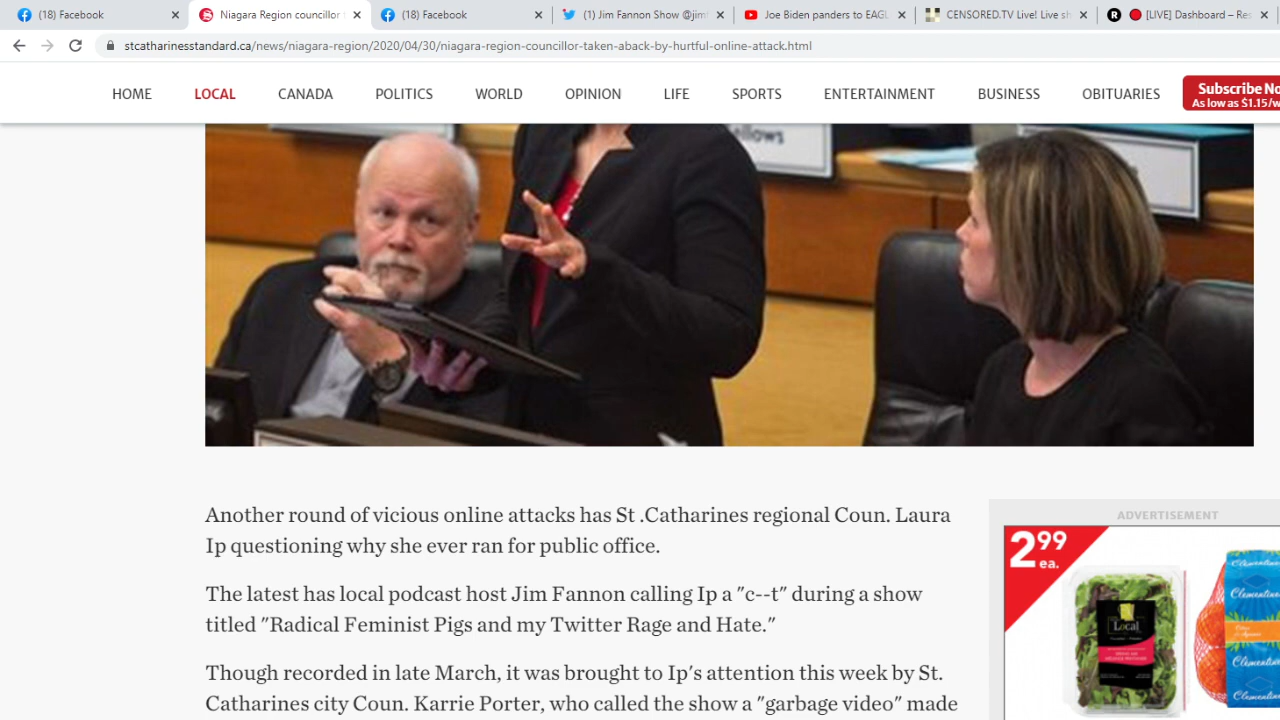 (18) Facebook
Niagara Region councillor t
(18) Facebook
(1) Jim Fannon Show @jim
Joe Biden panders to EAGL
CENSORED.TV Live! Live sh
[LIVE] Dashboard – Res
stcatharinesstandard.ca/news/niagara-region/2020/04/30/niagara-region-councillor-taken-aback-by-hurtful-online-attack.html
HOME LOCAL CANADA POLITICS WORLD OPINION LIFE SPORTS ENTERTAINMENT BUSINESS OBITUARIES
Subscribe No
As low as $1.15/w
ellows
Another round of vicious online attacks has St .Catharines regional Coun. Laura
Ip questioning why she ever ran for public office.
The latest has local podcast host Jim Fannon calling Ip a "c--t" during a show
titled "Radical Feminist Pigs and my Twitter Rage and Hate."
Though recorded in late March, it was brought to Ip's attention this week by St.
Catharines city Coun. Karrie Porter, who called the show a "garbage video" made
ADVERTISEMENT
2 99
ea.
Local
Clementine
Clementine
Clementine